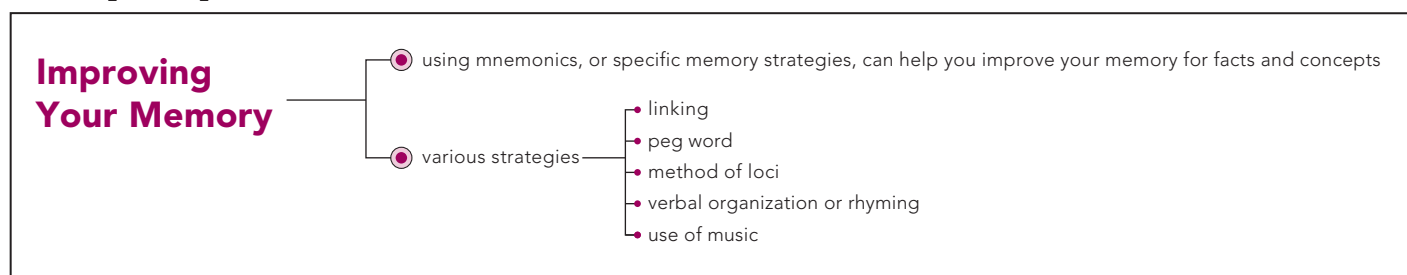 Improving
Your Memory
using mnemonics, or specific memory strategies, can help you improve your memory for facts and concepts
various strategies
linking
peg word
method of loci
verbal organization or rhyming
use of music